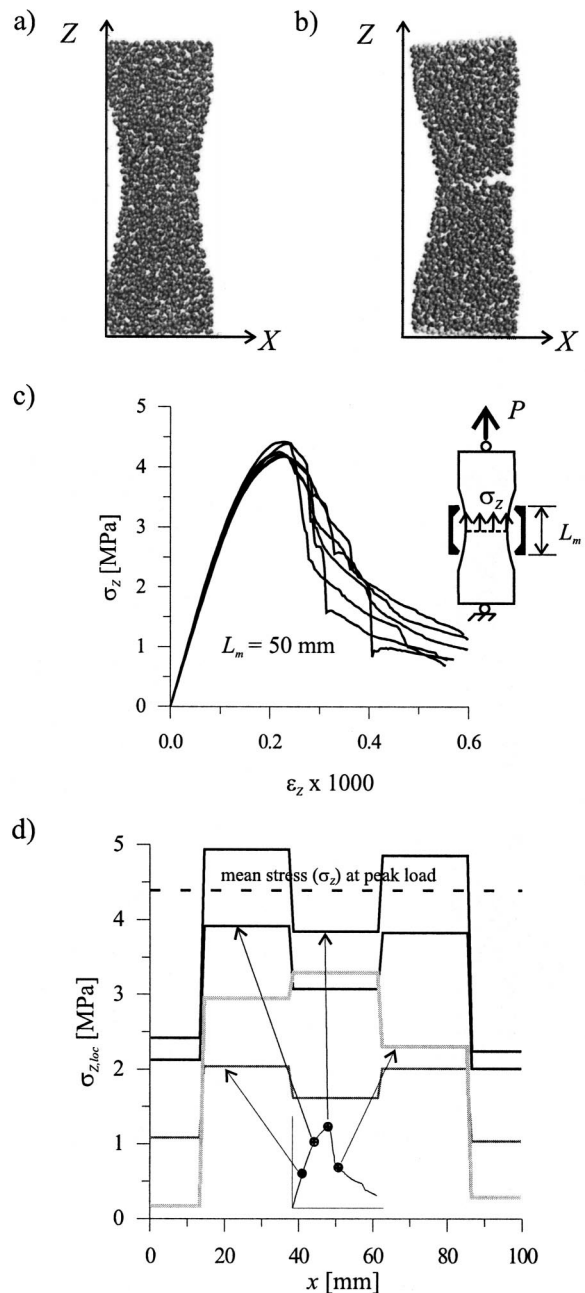 a)
Z
X
b)
Z
X
c)
5
4
3
2
1
0
σz [MPa]
0.0
0.2
0.4
0.6
εz x 1000
Lm = 50 mm
P
σz
Lm
d)
5
4
3
2
1
0
σz,loc [MPa]
mean stress (σz) at peak load
0
20
40
60
80
100
x [mm]